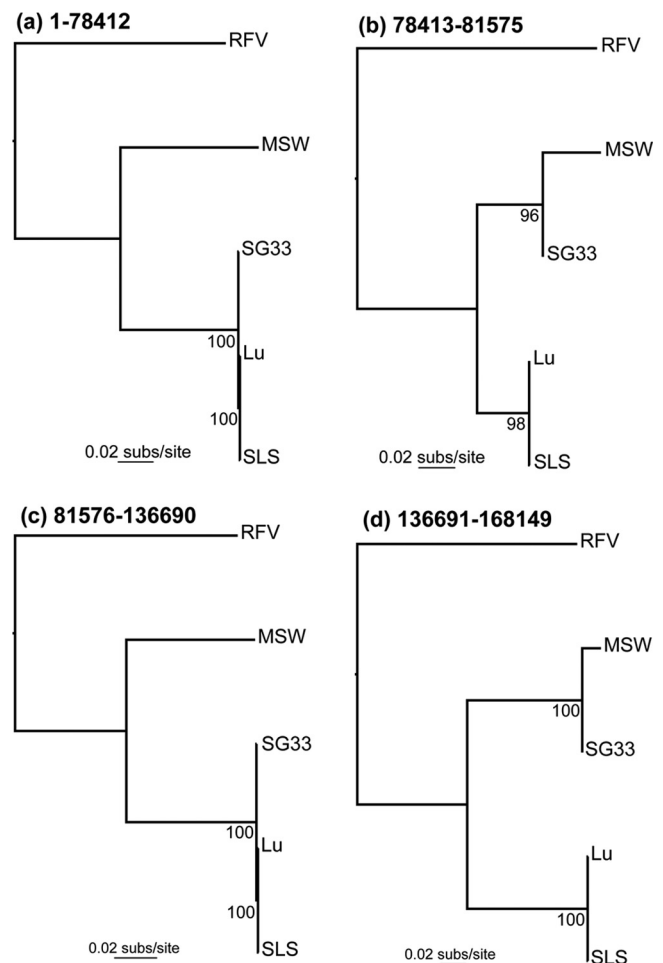 (a) 1-78412
RFV
MSW
SG33
100
Lu
100
0.02 subs/site
SLS
(b) 78413-81575
RFV
MSW
96
SG33
Lu
98
0.02 subs/site
SLS
(c) 81576-136690
RFV
MSW
SG33
100
Lu
100
0.02 subs/site
SLS
(d) 136691-168149
RFV
MSW
100
SG33
Lu
100
0.02 subs/site
SLS